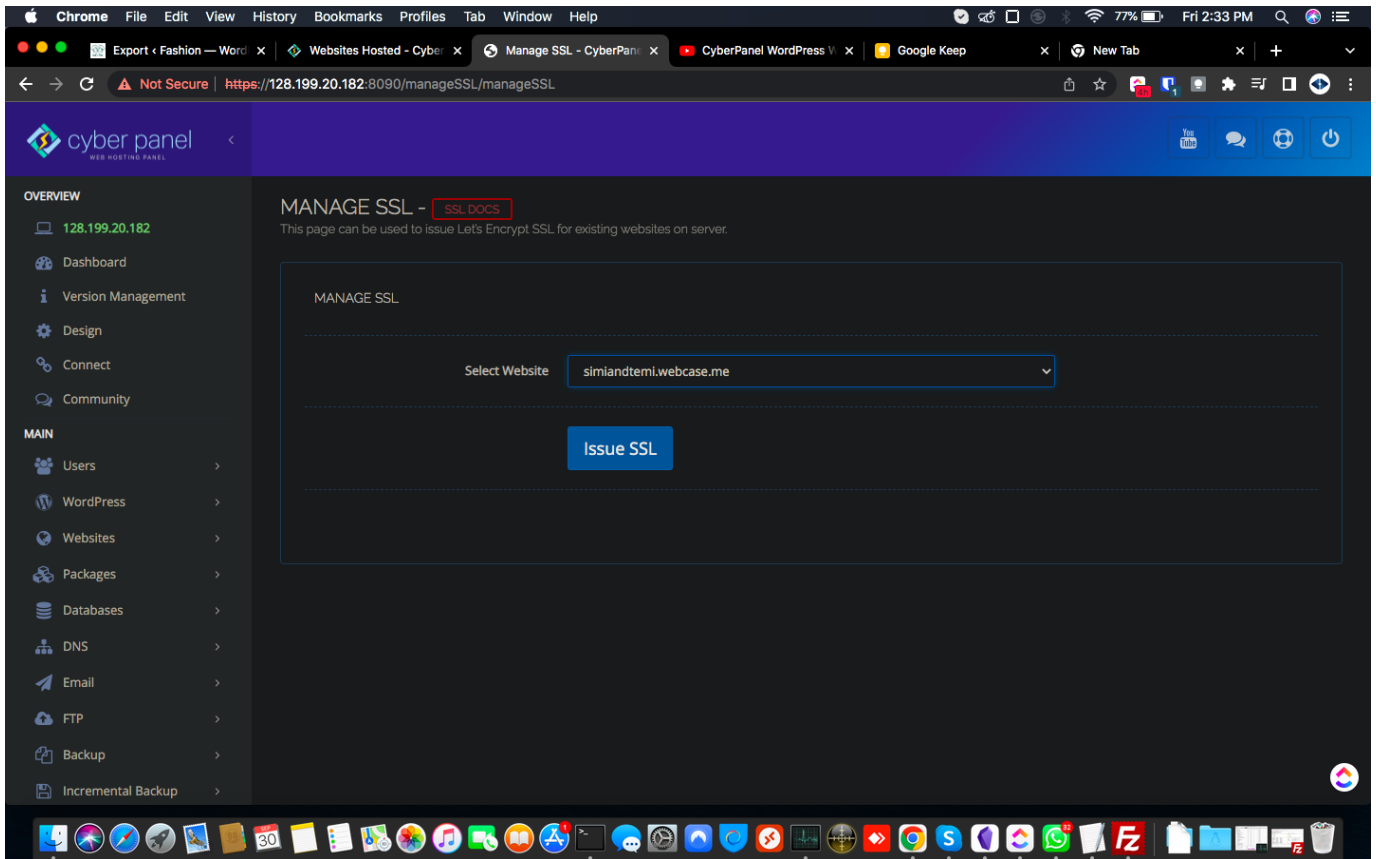 Chrome File Edit View History Bookmarks Profiles Tab Window Help 77% Fri 2:33 PM
Export ‹ Fashion — Word Websites Hosted - Cyber Manage SSL - CyberPane CyberPanel WordPress W Google Keep New Tab
Not Secure https://128.199.20.182:8090/manageSSL/manageSSL
cyber panel
WEB HOSTING PANEL
You
Tube
OVERVIEW
128.199.20.182
Dashboard
Version Management
Design
Connect
Community
MAIN
Users
WordPress
Websites
Packages
Databases
DNS
Email
FTP
Backup
Incremental Backup
MANAGE SSL - SSL DOCS
This page can be used to issue Let's Encrypt SSL for existing websites on server.
MANAGE SSL
Select Website simiandtemi.webcase.me
Issue SSL
SEP
30